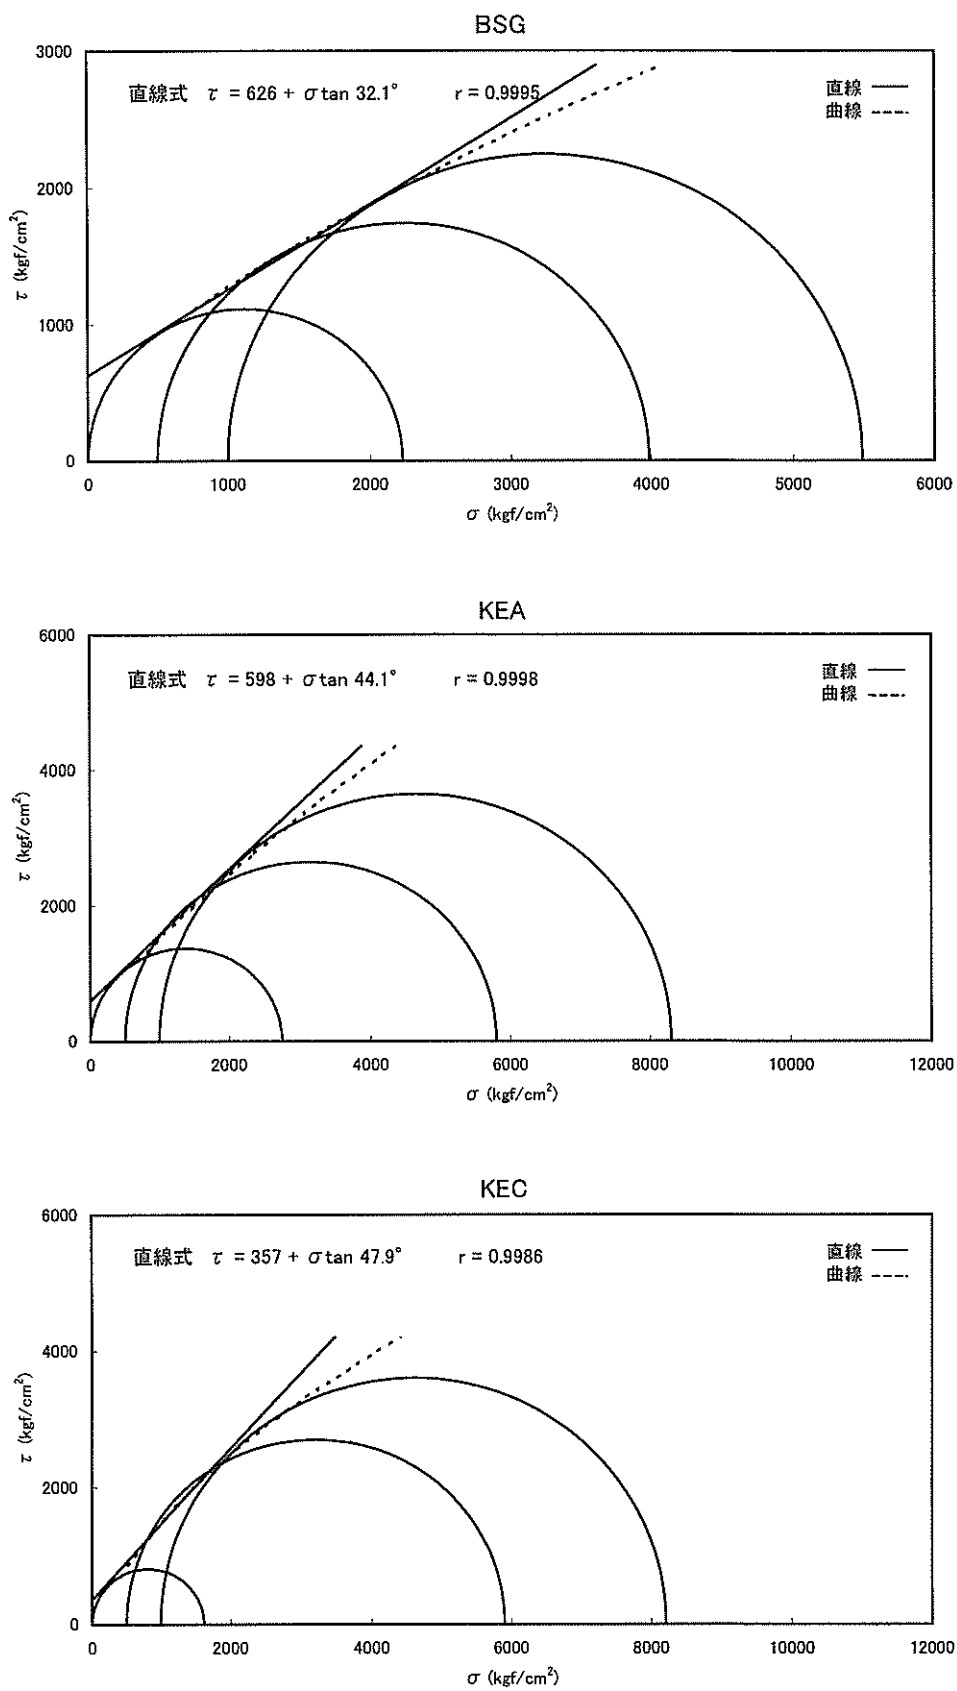 BSG
3000
直線式 τ = 626 + σtan 32.1° r = 0.9995
直線
曲線
2000
τ (kgf/cm²)
1000
0
0 1000 2000 3000 4000 5000 6000
σ (kgf/cm²)
KEA
6000
直線式 τ = 598 + σtan 44.1° r = 0.9998
直線
曲線
4000
τ (kgf/cm²)
2000
0
0 2000 4000 6000 8000 10000 12000
σ (kgf/cm²)
KEC
6000
直線式 τ = 357 + σtan 47.9° r = 0.9986
直線
曲線
4000
τ (kgf/cm²)
2000
0
0 2000 4000 6000 8000 10000 12000
σ (kgf/cm²)